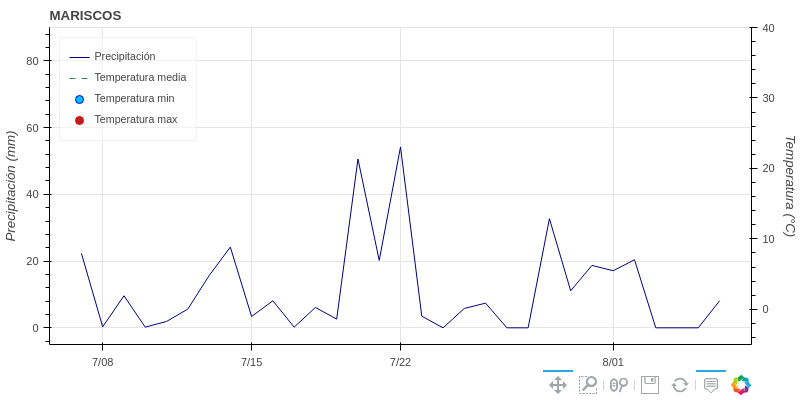 MARISCOS
Precipitación
Temperatura media
Temperatura min
Temperatura max
80
60
40
20
0
Precipitación (mm)
40
30
20
10
0
Temperatura (°C)
7/08
7/15
7/22
8/01